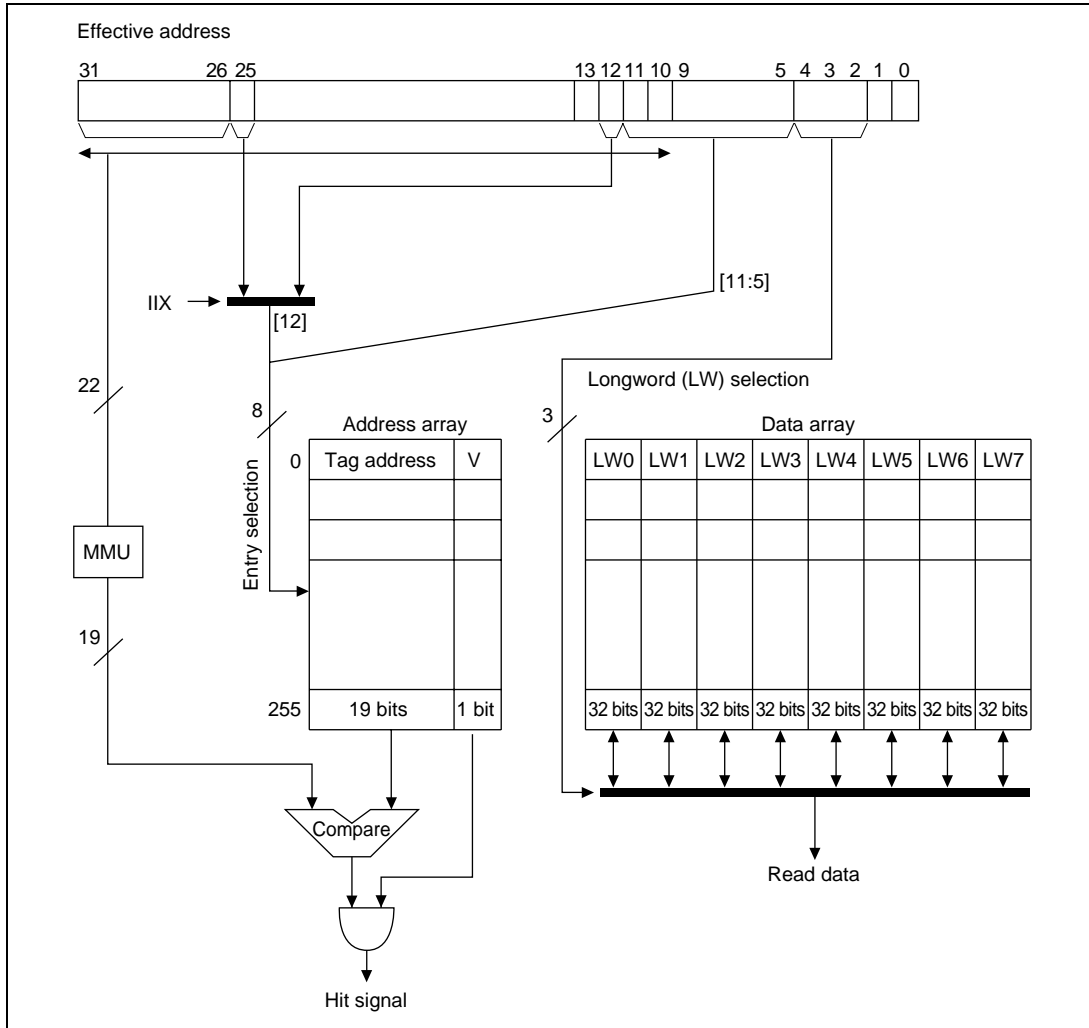 Effective address
31 26 25 13 12 11 10 9 5 4 3 2 1 0
IIX
[12]
[11:5]
22
8
3
Longword (LW) selection
Entry selection
Address array
Data array
0
Tag address V
LW0 LW1 LW2 LW3 LW4 LW5 LW6 LW7
MMU
19
255
19 bits 1 bit
32 bits 32 bits 32 bits 32 bits 32 bits 32 bits 32 bits 32 bits
Compare
Read data
Hit signal